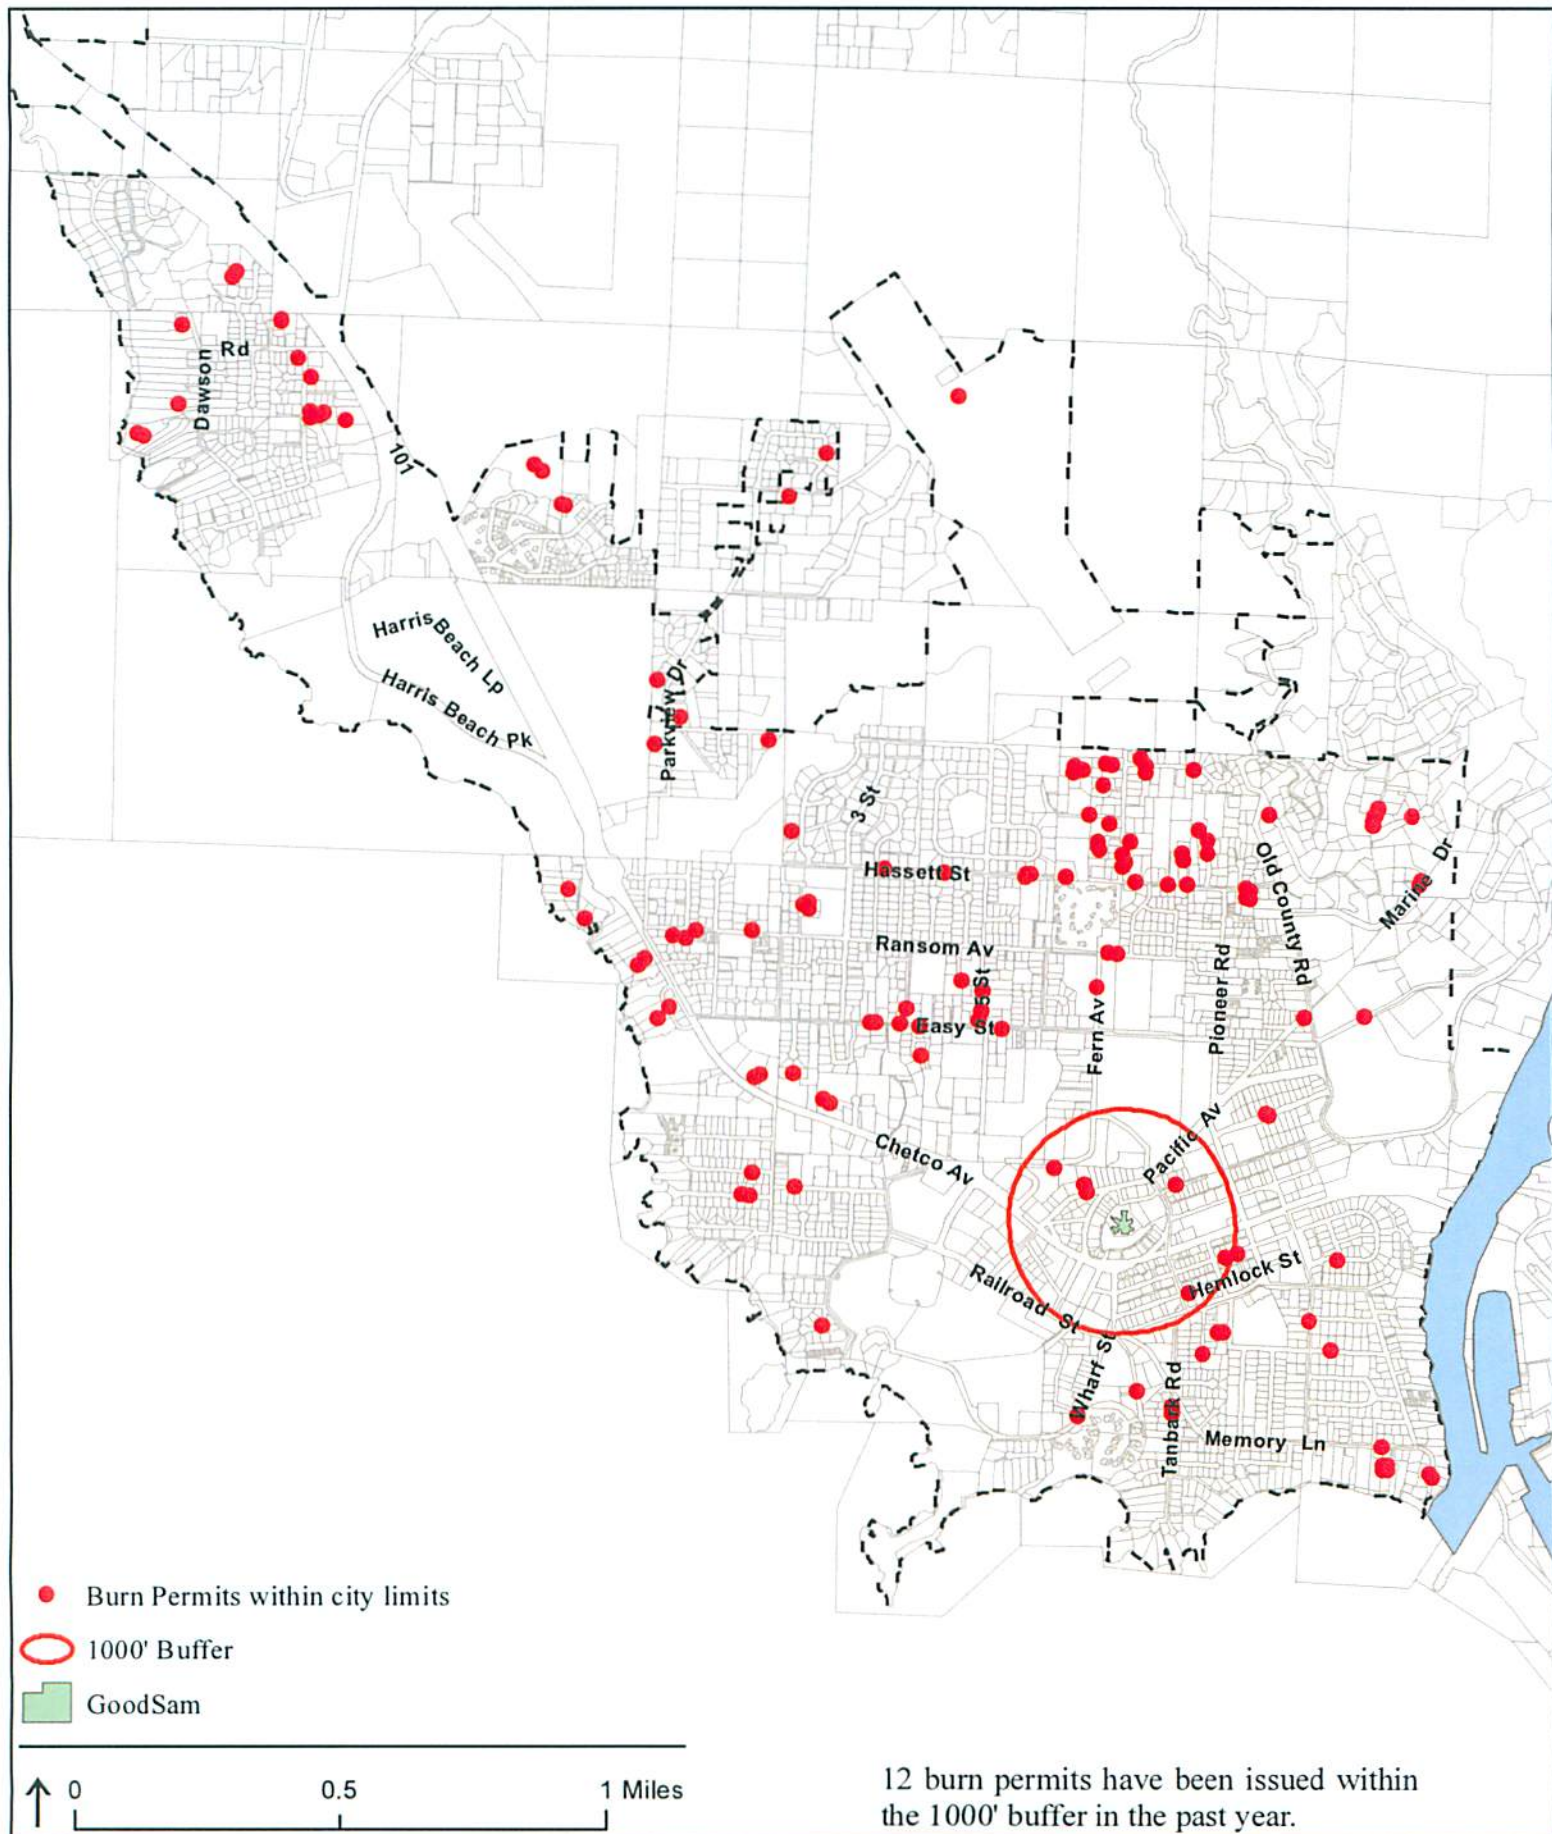 Rd
Dawson
101
Harris Beach Lp
Harris Beach Pk
Parkview Dr
3 St
Hassett St
Old County Rd
Marine Dr
Ransom Av
5 St
Easy St
Fern Av
Pioneer Rd
Pacific Av
Chetco Av
Hemlock St
Railroad St
Wharf St
Tanbark Rd
Memory Ln
Burn Permits within city limits
1000' Buffer
GoodSam
0 0.5 1 Miles
12 burn permits have been issued within
the 1000' buffer in the past year.